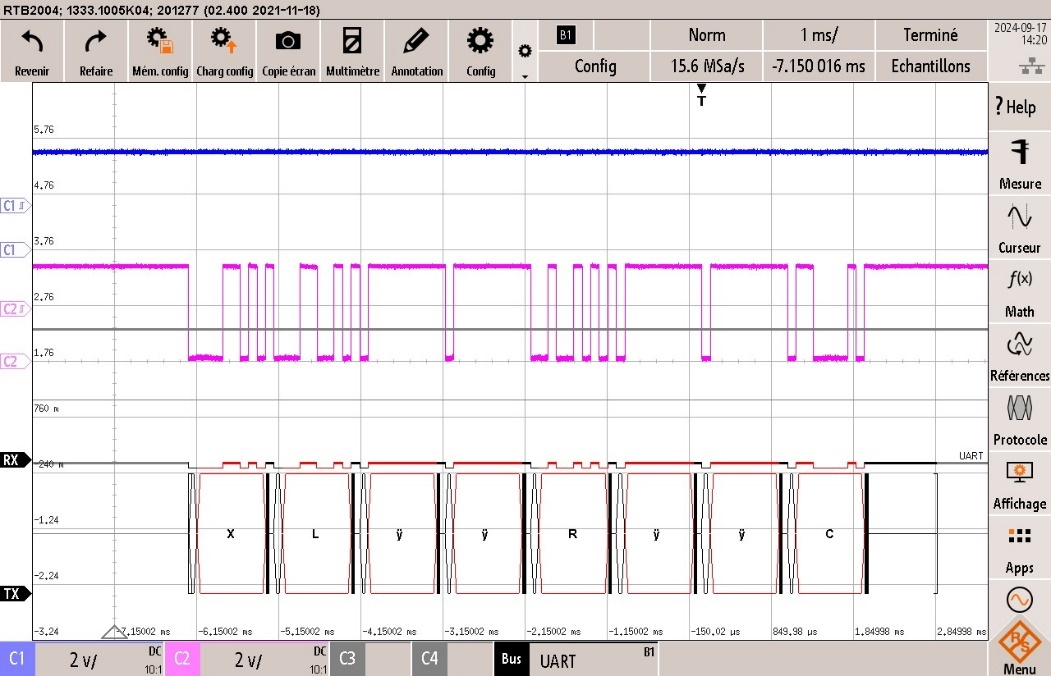 RTB2004; 1333.1005K04; 201277 (02.400 2021-11-18)
Revenir
Refaire
Mém. config
Charg config
Copie écran
Multimètre
Annotation
Config
B1
Config
Norm
15.6 MSa/s
1 ms/
-7.150 016 ms
Terminé
Echantillons
2024-09-17
14:20
? Help
Mesure
Curseur
f(x)
Math
Références
Protocole
Affichage
Apps
Menu
T
5.76
4.76
C1
C1
3.76
2.76
C2
C2
1.76
760 m
RX
-240 m
UART
-1.24
X
L
ÿ
ÿ
R
ÿ
ÿ
C
-2.24
TX
-3.24
-7.15002 ms
-6.15002 ms
-5.15002 ms
-4.15002 ms
-3.15002 ms
-2.15002 ms
-1.15002 ms
-150.02 µs
849.98 µs
1.84998 ms
2.84998 ms
C1
2 V/
DC
10:1
C2
2 V/
DC
10:1
C3
C4
Bus
UART
B1
R S